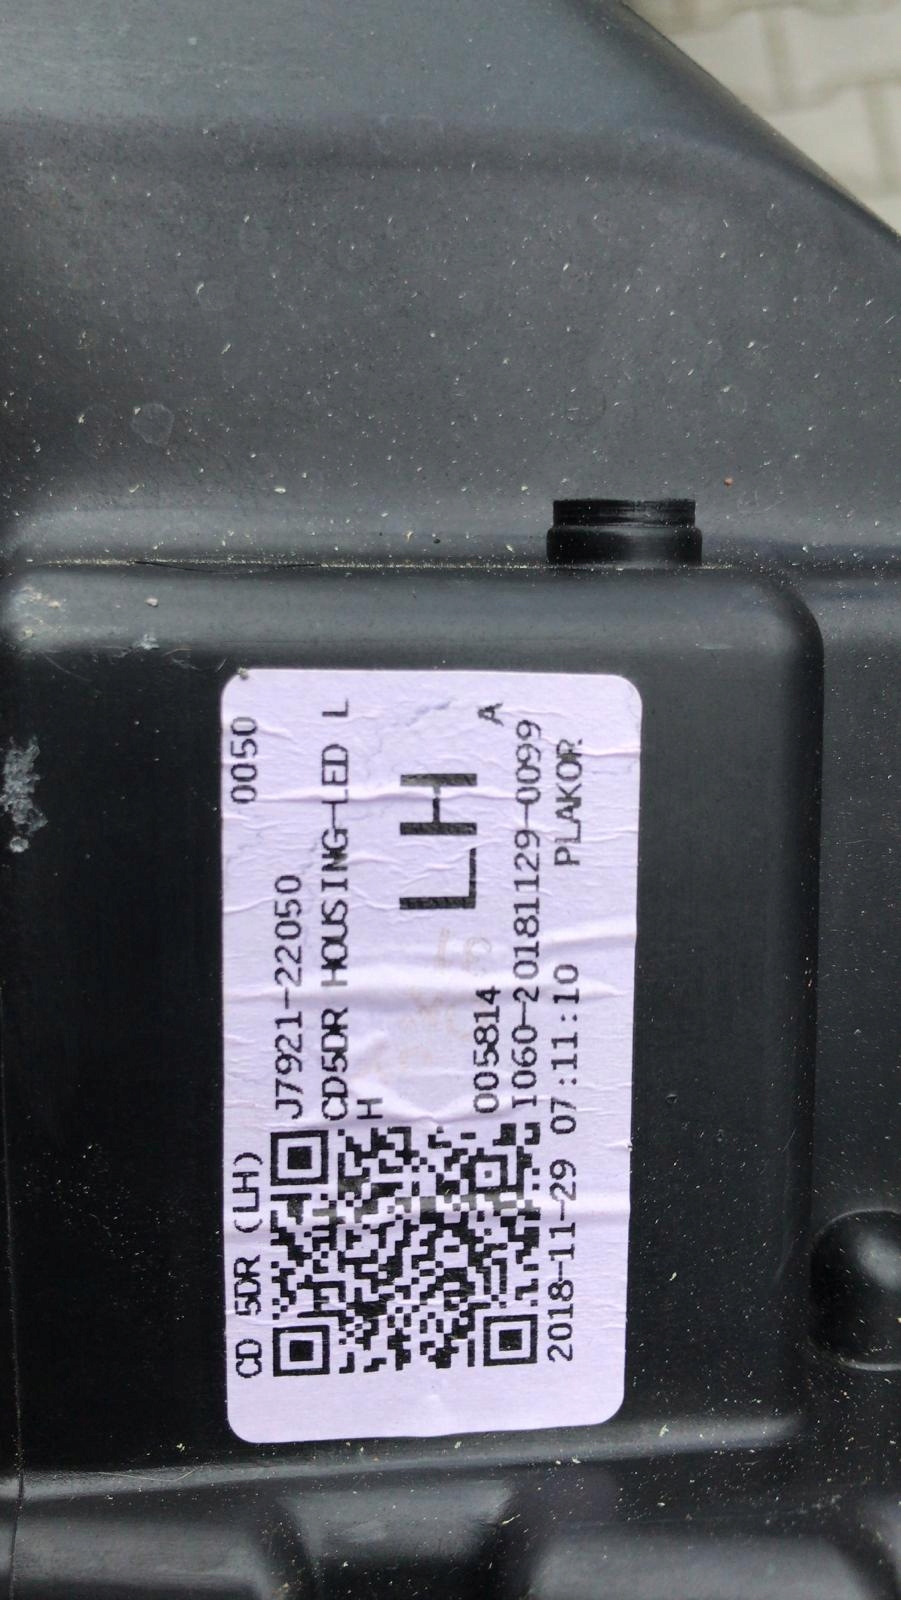 CD 5DR (LH) 0050
J7921-22050
CD5DR HOUSING-LED L
H
LH
005814 A
1060-20181129-0099
2018-11-29 07:11:10 PLAKOR